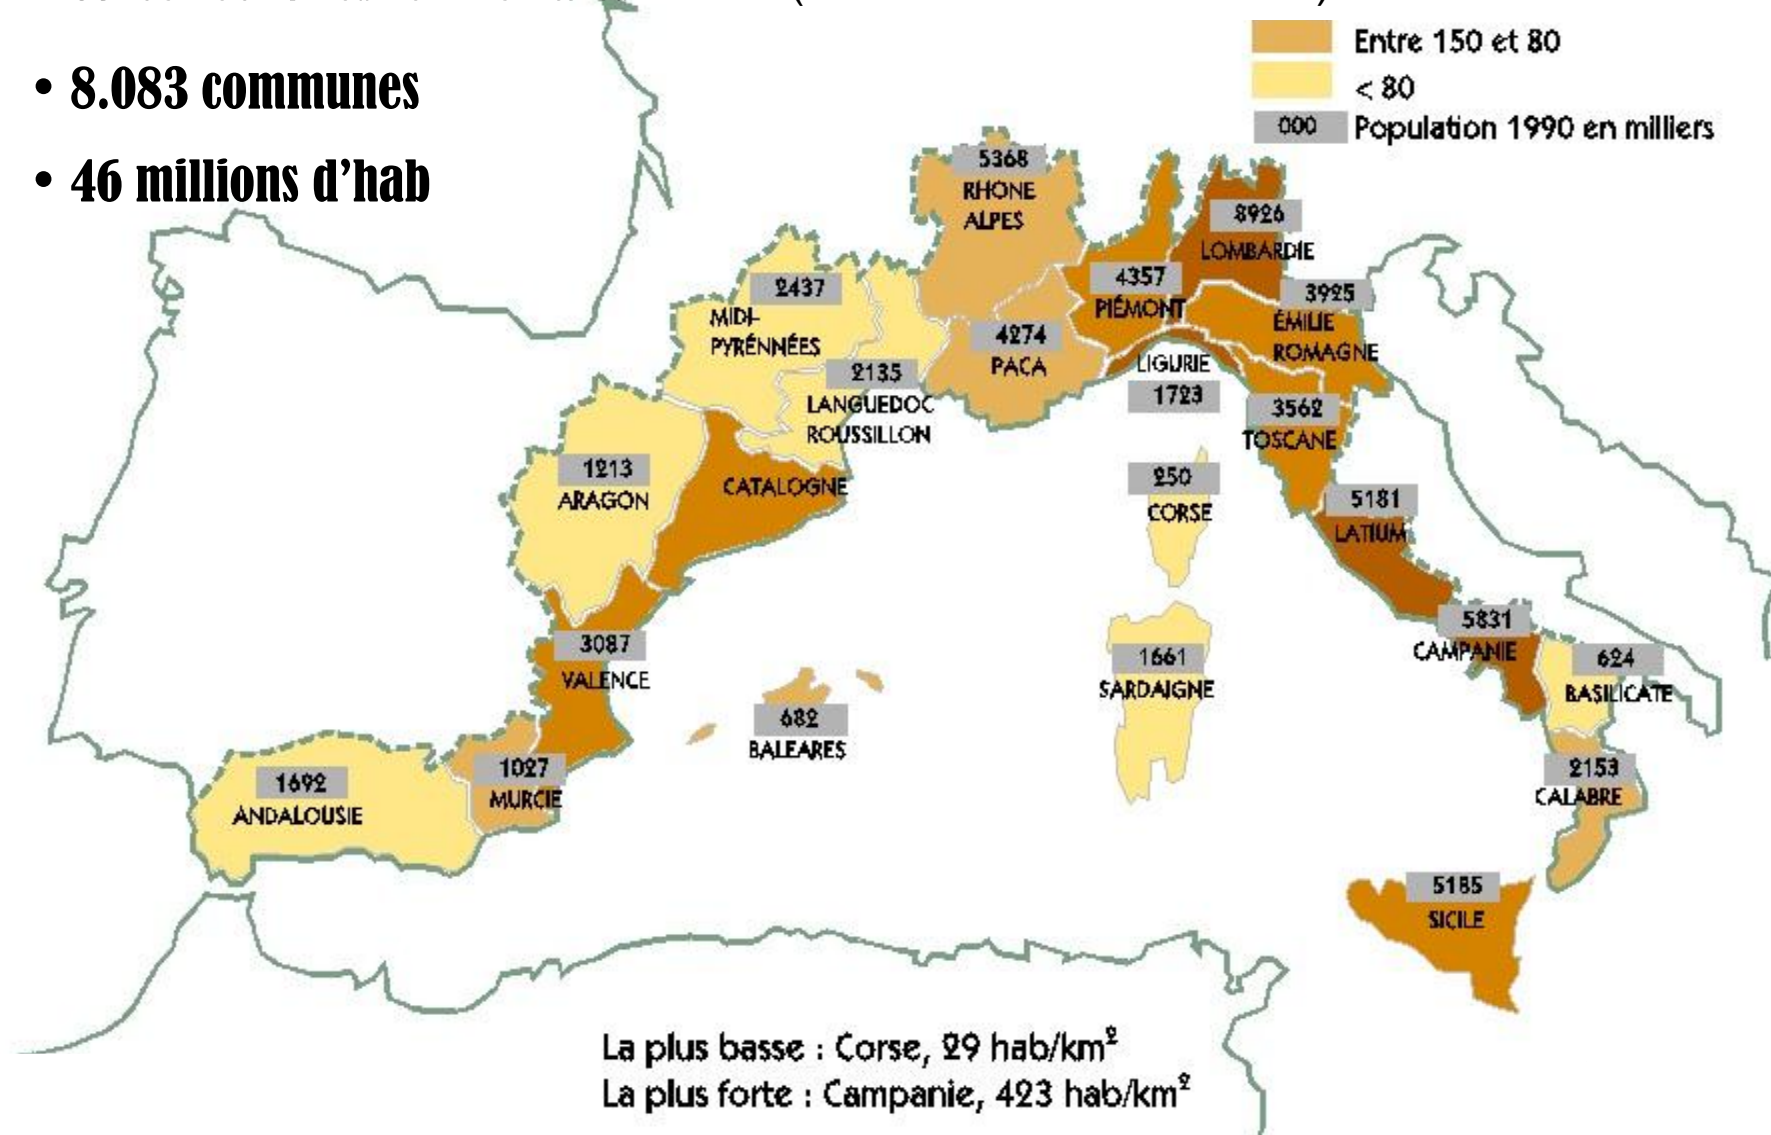 • 8.083 communes
• 46 millions d’hab
Entre 150 et 80
< 80
000 Population 1990 en milliers
5368
RHONE
ALPES
8926
LOMBARDIE
2437
MIDI-
PYRÉNNÉES
4357
PIÉMONT
3925
ÉMILIE
ROMAGNE
4274
PACA
LIGURIE
1723
2135
LANGUEDOC
ROUSSILLON
3562
TOSCANE
1213
ARAGON
CATALOGNE
250
CORSE
5181
LATIUM
3087
VALENCE
1661
SARDAIGNE
5831
CAMPANIE
624
BASILICATE
682
BALEARES
1692
ANDALOUSIE
1027
MURCIE
2153
CALABRE
5185
SICILE
La plus basse : Corse, 29 hab/km²
La plus forte : Campanie, 423 hab/km²